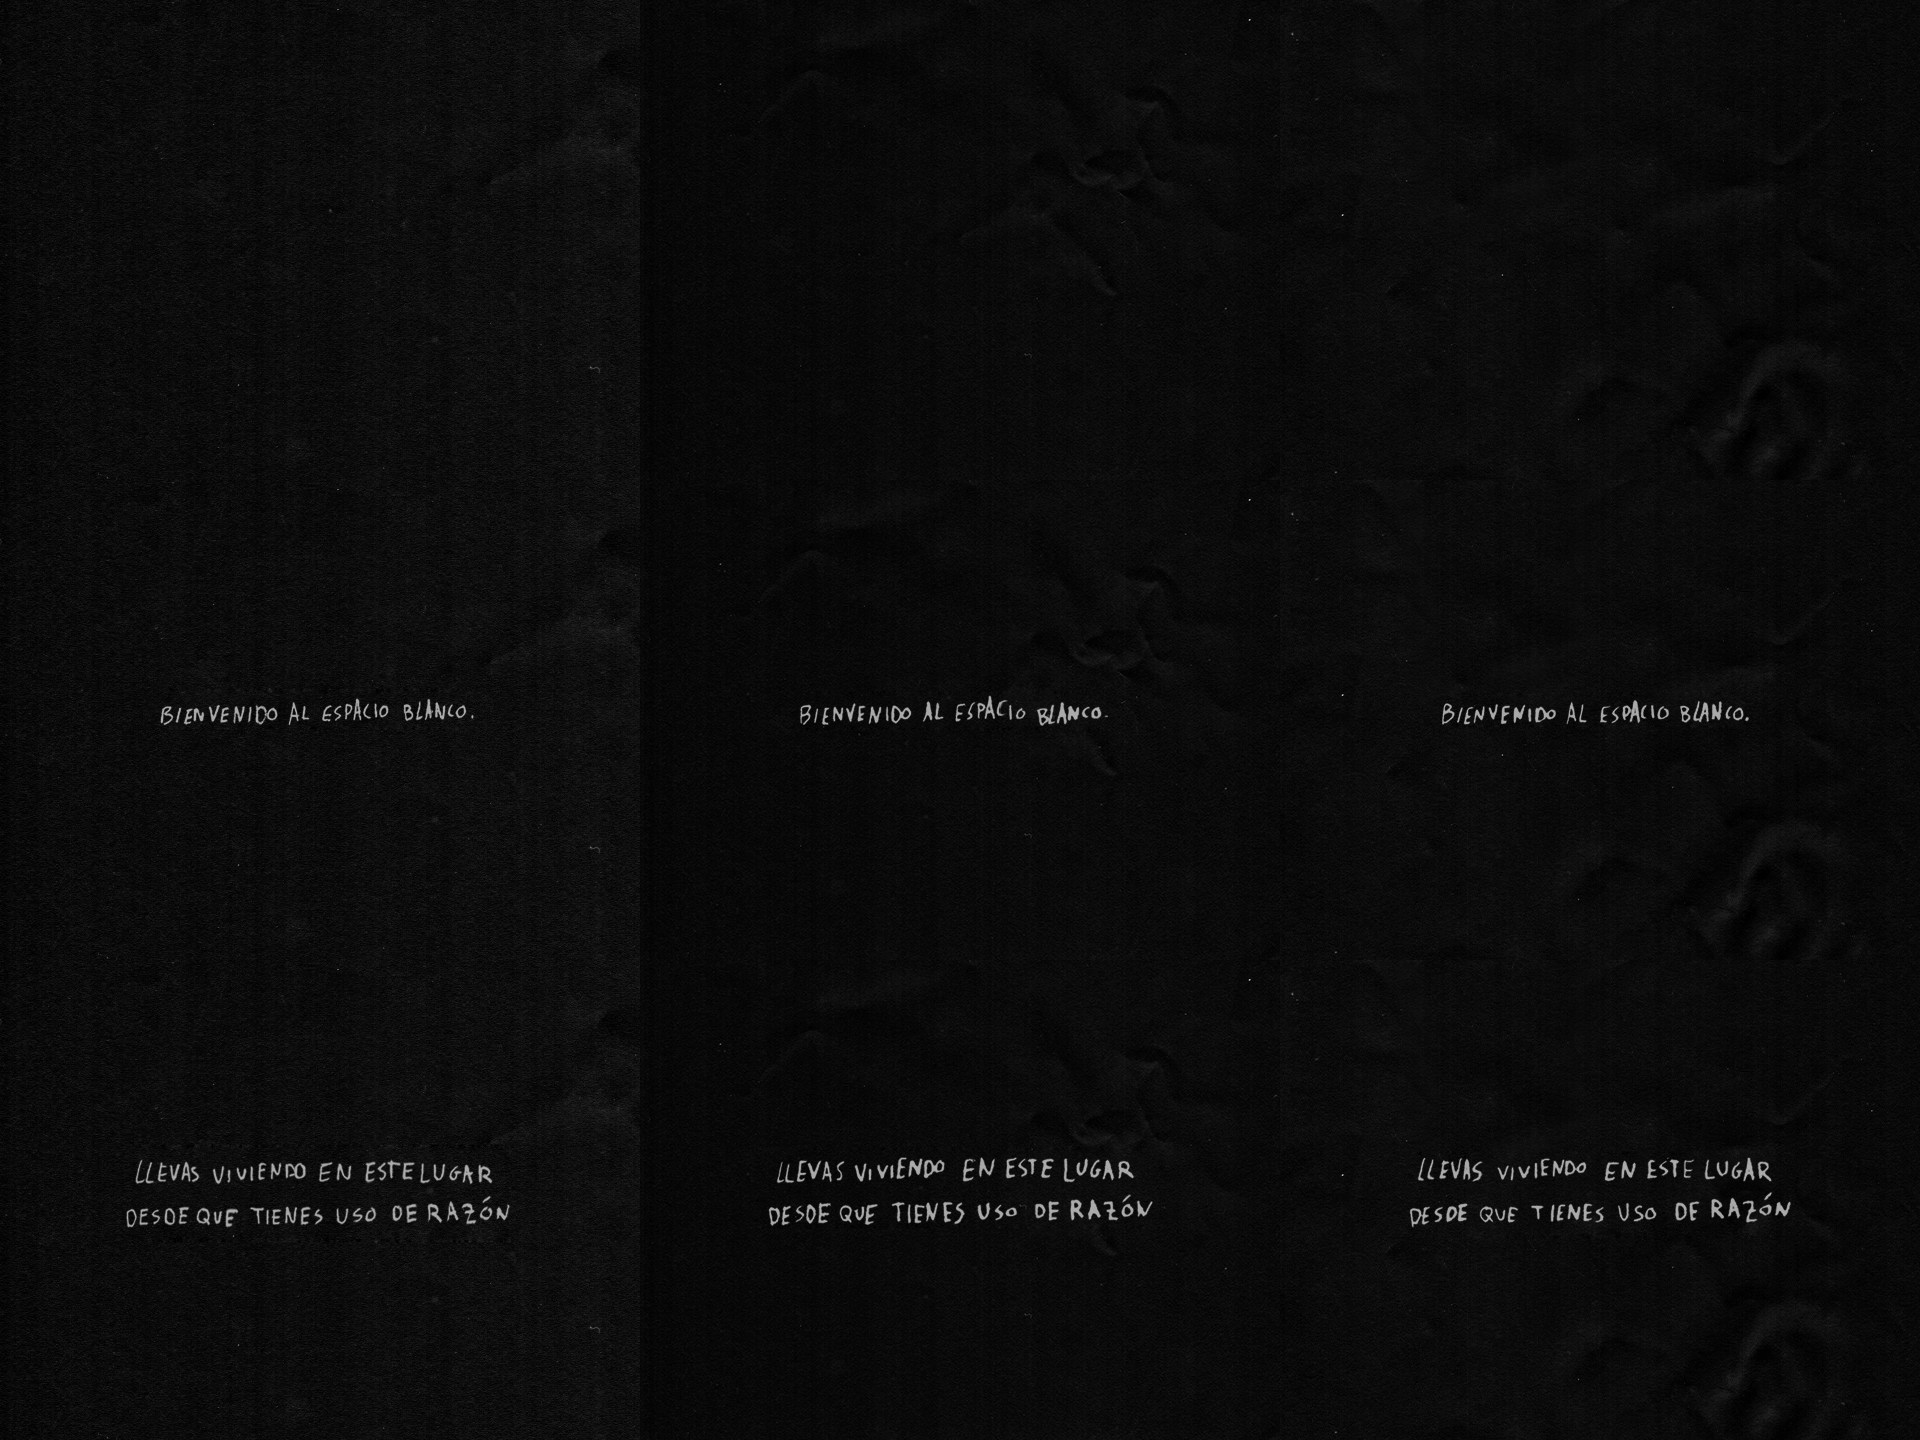 BIENVENIDO AL ESPACIO BLANCO.
BIENVENIDO AL ESPACIO BLANCO.
BIENVENIDO AL ESPACIO BLANCO.
LLEVAS VIVIENDO EN ESTE LUGAR
DESDE QUE TIENES USO DE RAZÓN
LLEVAS VIVIENDO EN ESTE LUGAR
DESDE QUE TIENES USO DE RAZÓN
LLEVAS VIVIENDO EN ESTE LUGAR
DESDE QUE TIENES USO DE RAZÓN